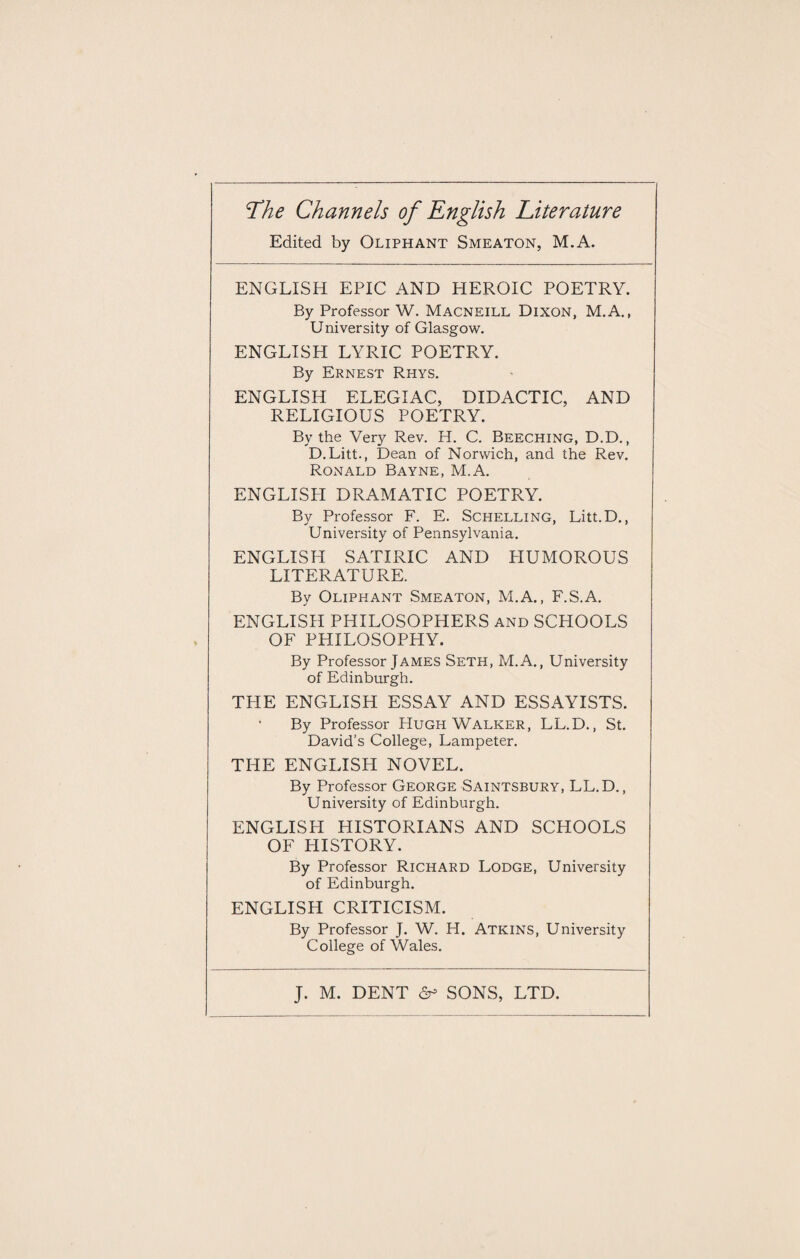 The Channels of English Literature
Edited by Oliphant Smeaton, M.A.
ENGLISH EPIC AND HEROIC POETRY.
By Professor W. Macneill Dixon, M.A.,
University of Glasgow.
ENGLISH LYRIC POETRY.
By Ernest Rhys.
ENGLISH ELEGIAC, DIDACTIC, AND
RELIGIOUS POETRY.
By the Very Rev. H. C. Beeching, D.D.,
D.Litt., Dean of Norwich, and the Rev.
Ronald Bayne, M.A.
ENGLISH DRAMATIC POETRY.
By Professor F. E. Schelling, Litt.D.,
University of Pennsylvania.
ENGLISH SATIRIC AND HUMOROUS
LITERATURE.
By Oliphant Smeaton, M.A., F.S.A.
ENGLISH PHILOSOPHERS and SCHOOLS
OF PHILOSOPHY.
By Professor James Seth, M.A., University
of Edinburgh.
THE ENGLISH ESSAY AND ESSAYISTS.
By Professor Hugh Walker, LL.D., St.
David's College, Lampeter.
THE ENGLISH NOVEL.
By Professor George Saintsbury, LL.D.,
University of Edinburgh.
ENGLISH HISTORIANS AND SCHOOLS
OF HISTORY.
By Professor Richard Lodge, University
of Edinburgh.
ENGLISH CRITICISM.
By Professor J. W. H. Atkins, University
College of Wales.
J. M. DENT & SONS, LTD.